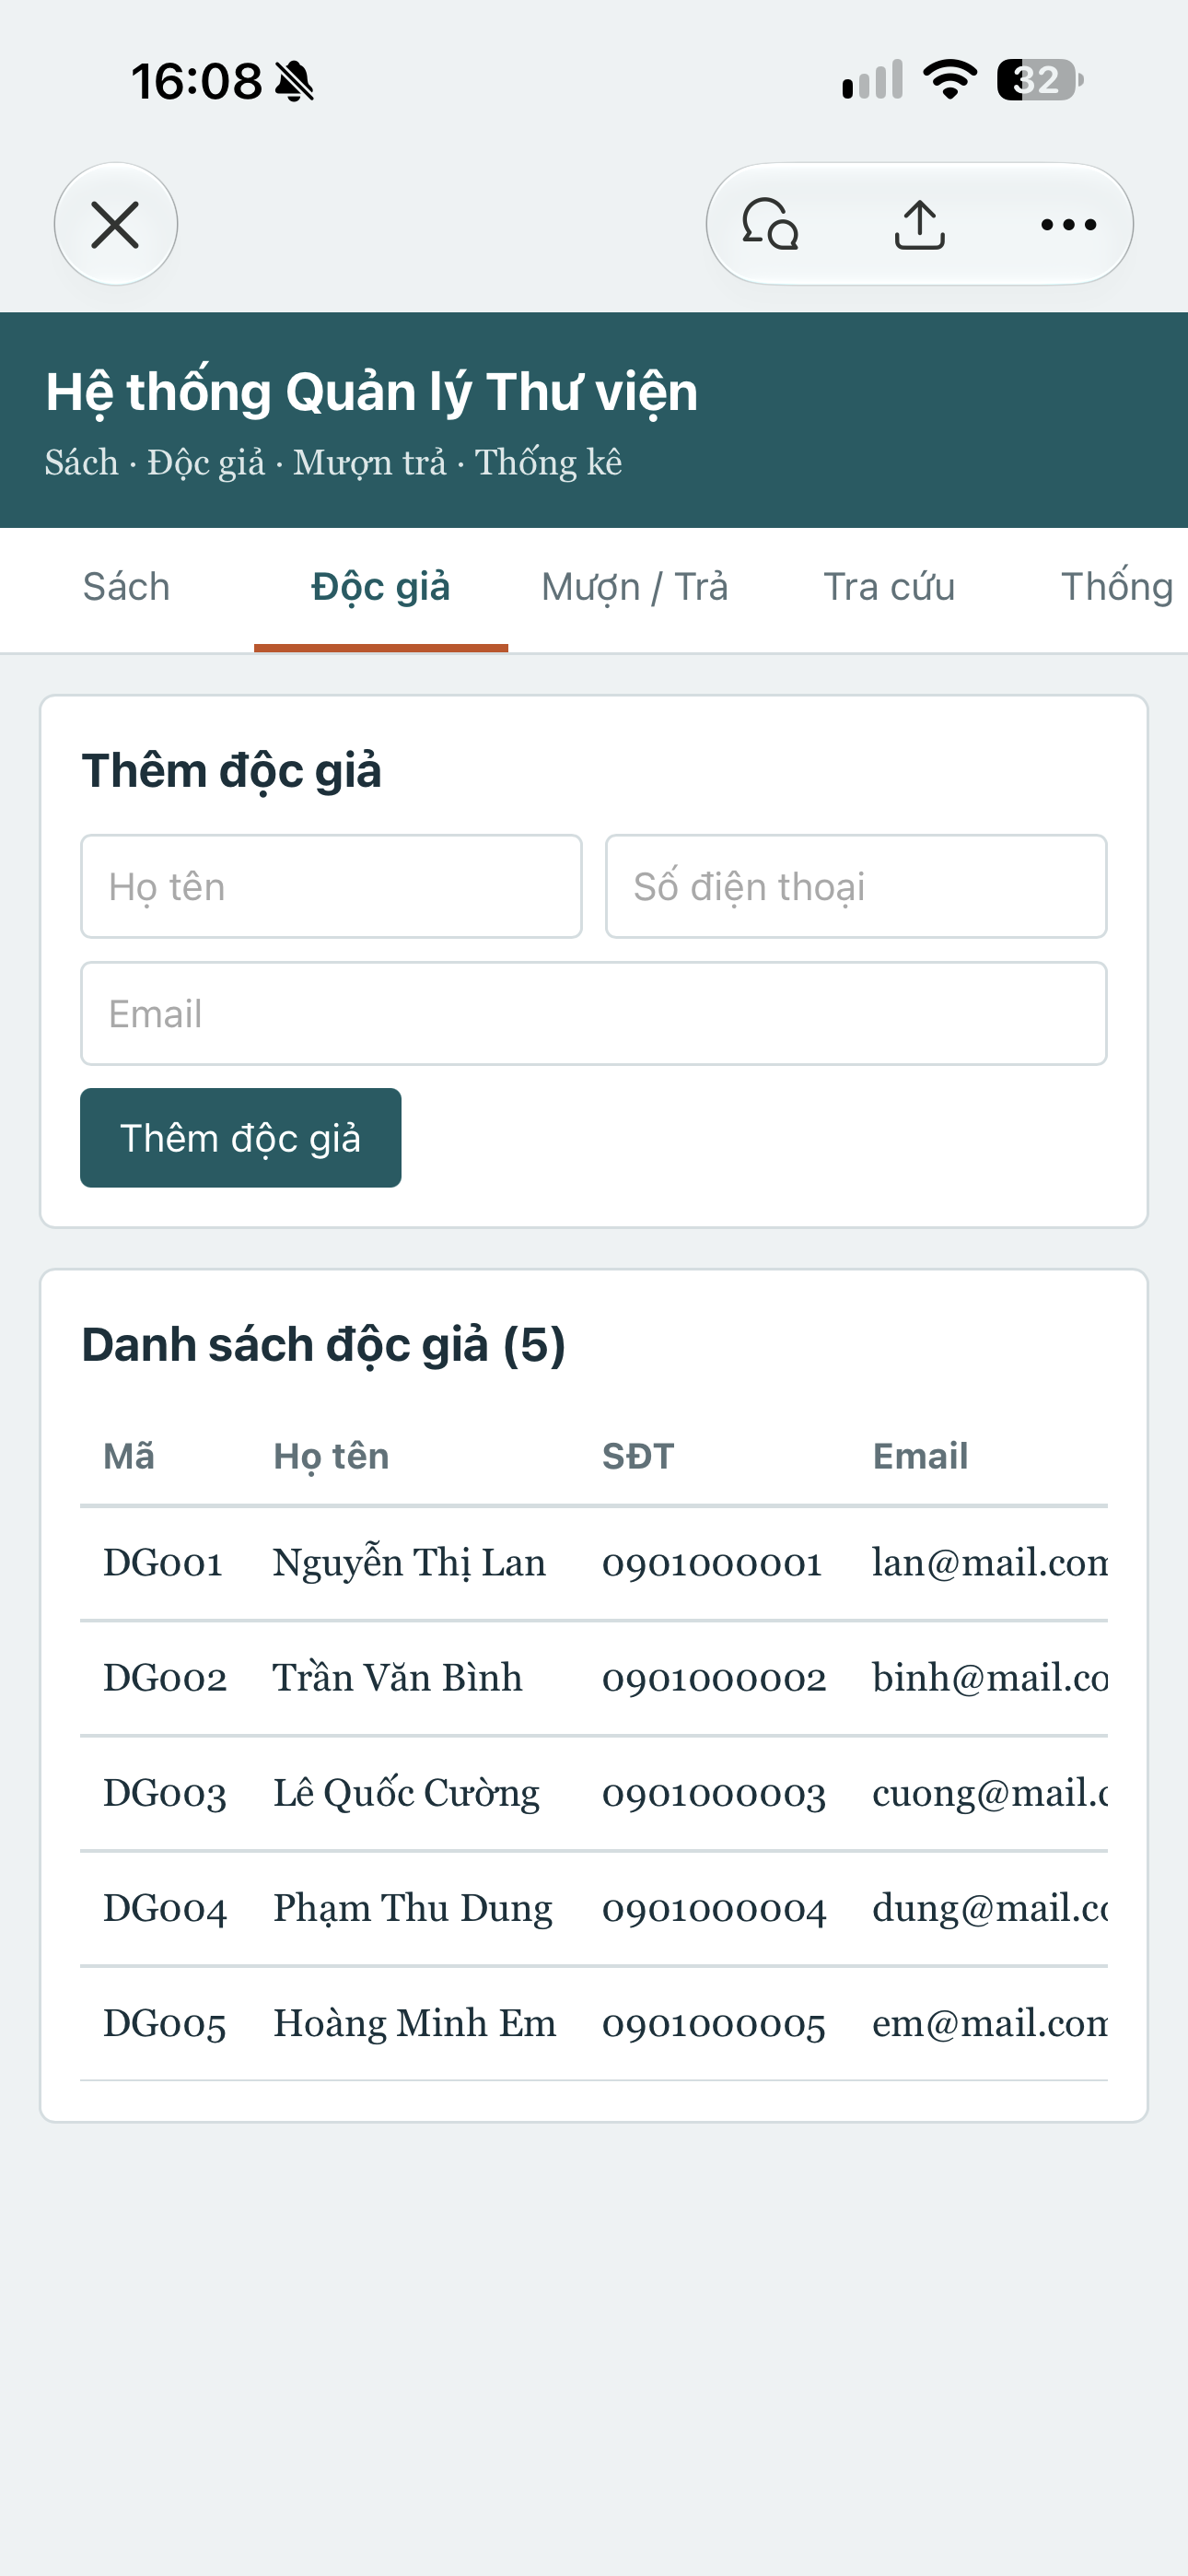 16:08
32
Hệ thống Quản lý Thư viện
Sách · Độc giả · Mượn trả · Thống kê
Sách Độc giả Mượn / Trả Tra cứu Thống
Thêm độc giả
Họ tên Số điện thoại
Email
Thêm độc giả
Danh sách độc giả (5)
Mã Họ tên SĐT Email
DG001 Nguyễn Thị Lan 0901000001 lan@mail.com
DG002 Trần Văn Bình 0901000002 binh@mail.co
DG003 Lê Quốc Cường 0901000003 cuong@mail.c
DG004 Phạm Thu Dung 0901000004 dung@mail.co
DG005 Hoàng Minh Em 0901000005 em@mail.com